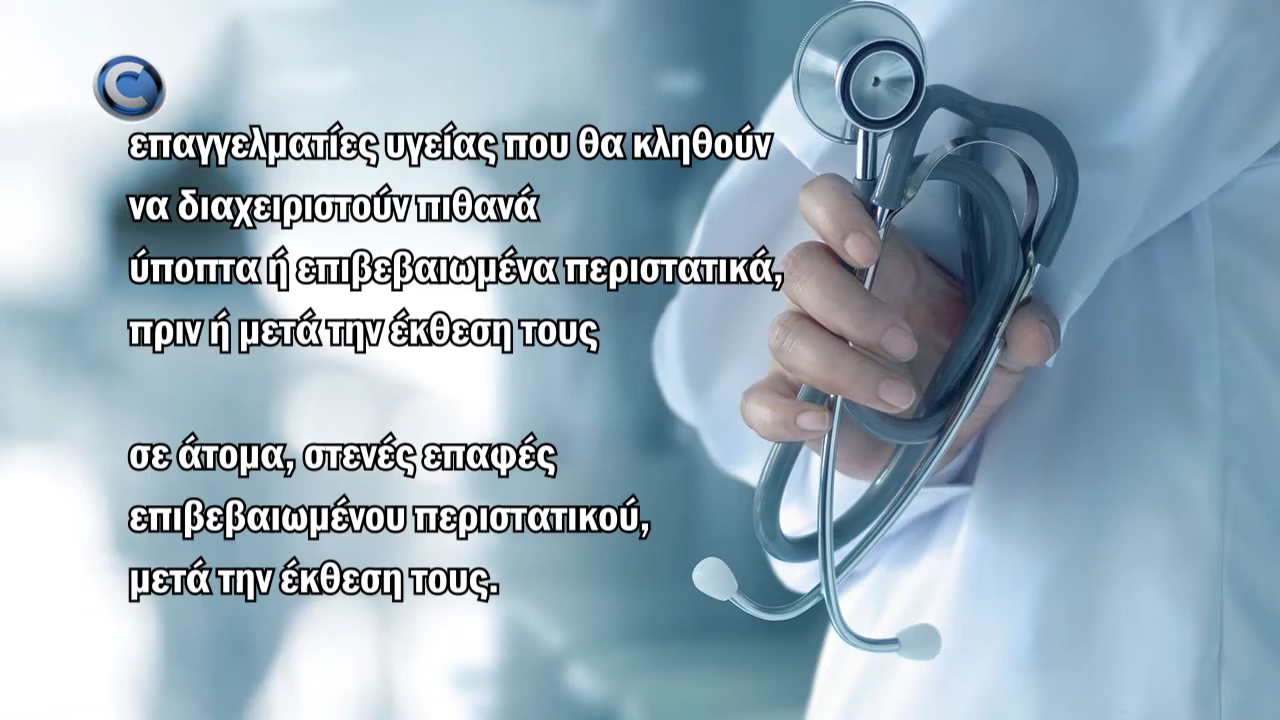 επαγγελματίες υγείας που θα κληθούν
να διαχειριστούν πιθανά
ύποπτα ή επιβεβαιωμένα περιστατικά,
πριν ή μετά την έκθεση τους
σε άτομα, στενές επαφές
επιβεβαιωμένου περιστατικού,
μετά την έκθεση τους.